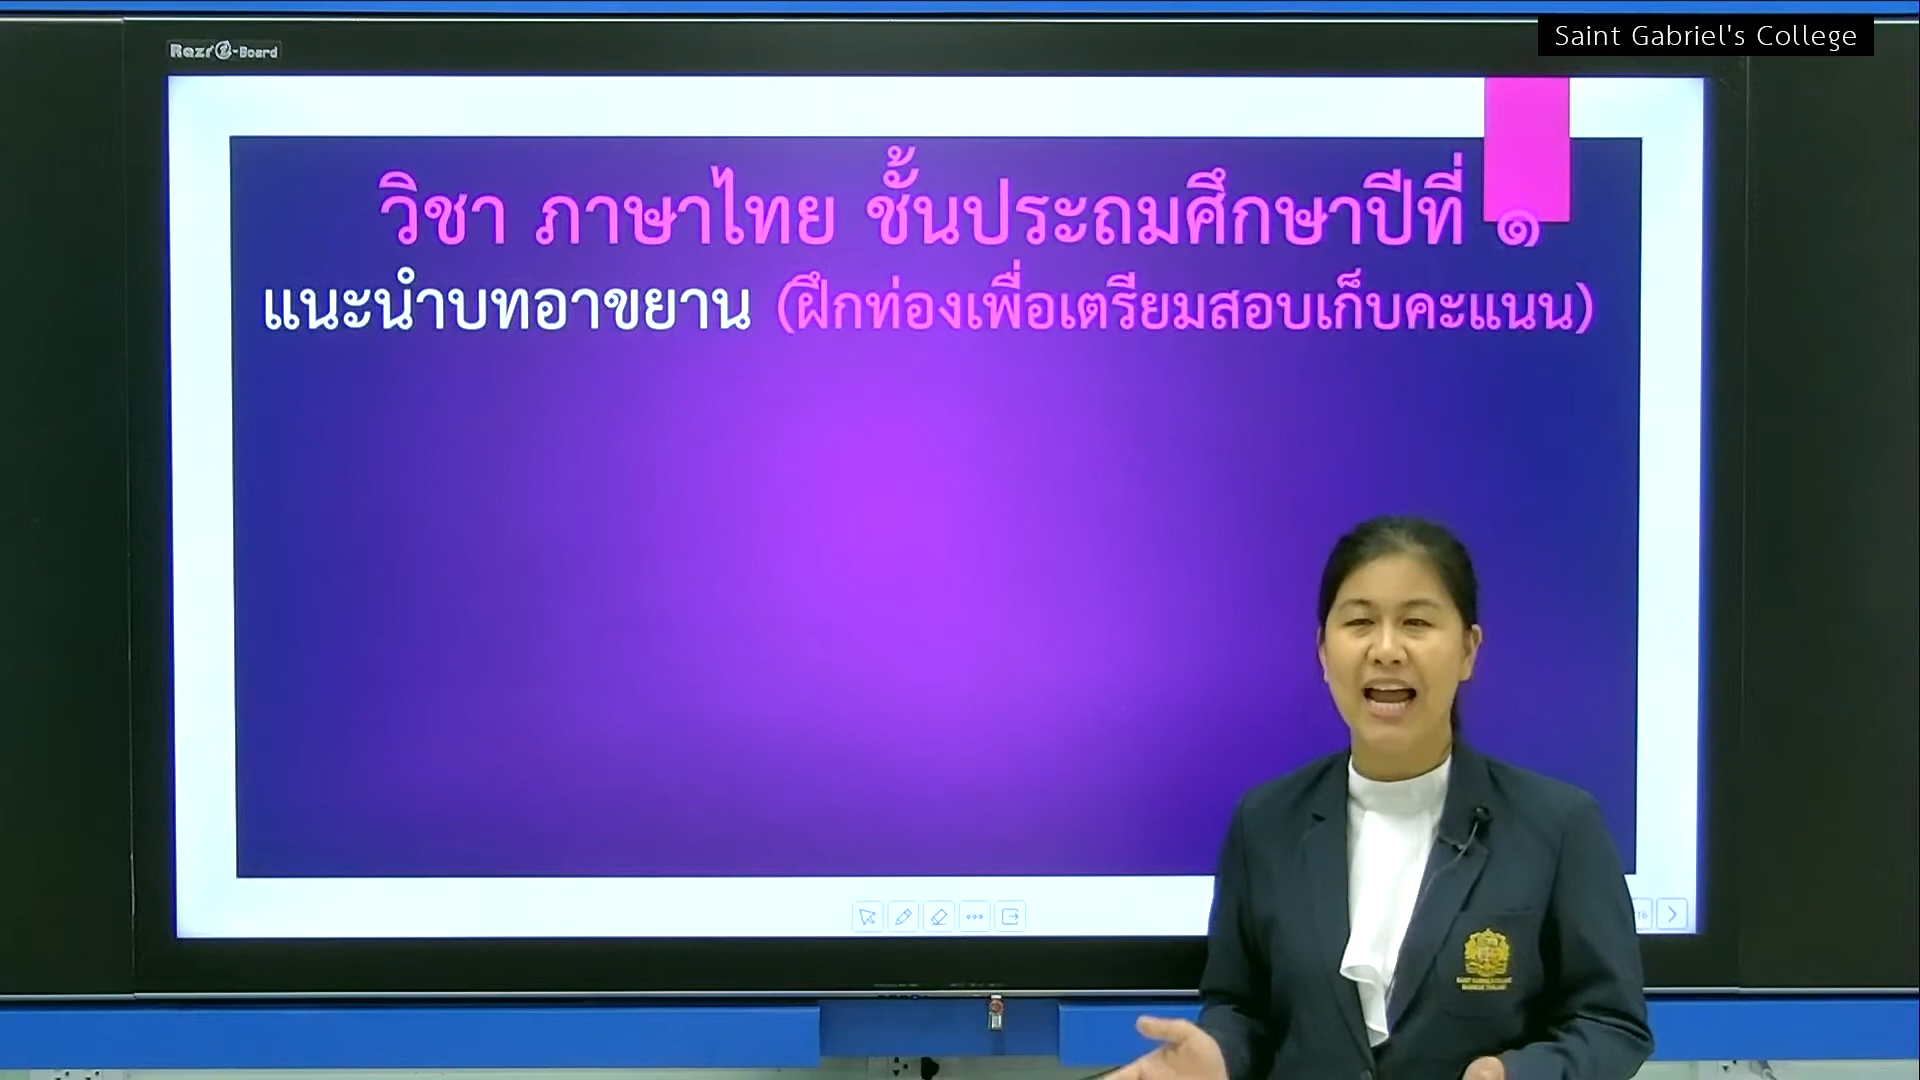 Saint Gabriel's College
Razr e-Board
วิชา ภาษาไทย ชั้นประถมศึกษาปีที่ ๑
แนะนำบทอาขยาน (ฝึกท่องเพื่อเตรียมสอบเก็บคะแนน)